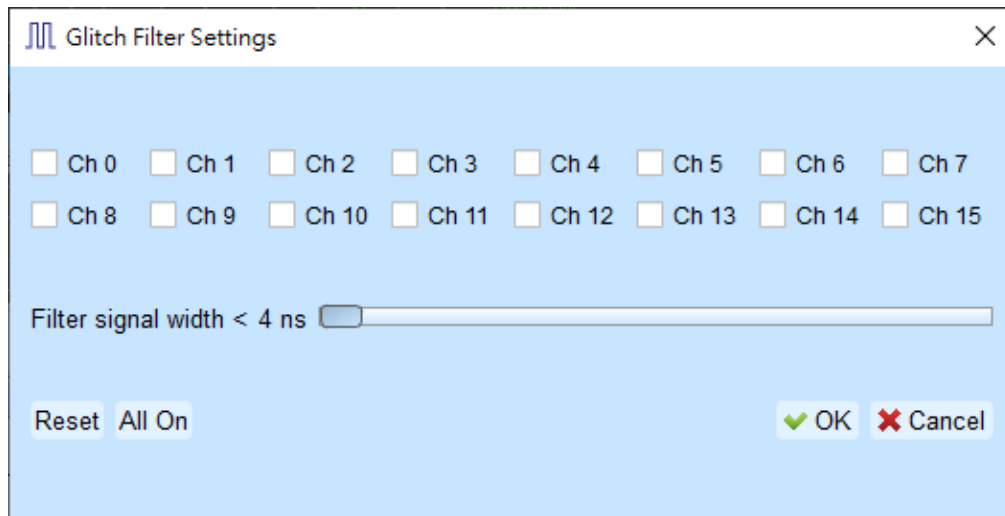 Glitch Filter Settings
Ch 0 Ch 1 Ch 2 Ch 3 Ch 4 Ch 5 Ch 6 Ch 7
Ch 8 Ch 9 Ch 10 Ch 11 Ch 12 Ch 13 Ch 14 Ch 15
Filter signal width < 4 ns
Reset All On OK Cancel